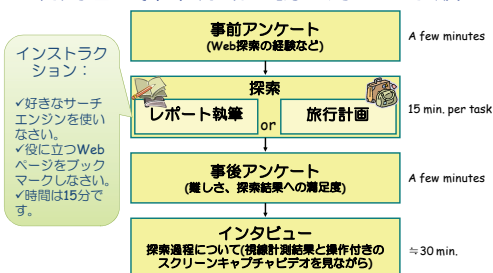 事前アンケート
(Web探索の経験など)
A few minutes
インストラク
ション：
✓好きなサーチ
エンジンを使い
なさい。
✓役に立つWeb
ページをブック
マークしなさい。
✓時間は15分で
す。
探索
レポート執筆
or
旅行計画
15 min. per task
事後アンケート
(難しさ、探索結果への満足度)
A few minutes
インタビュー
探索過程について(視線計測結果と操作付きの
スクリーンキャプチャビデオを見ながら)
≒30 min.